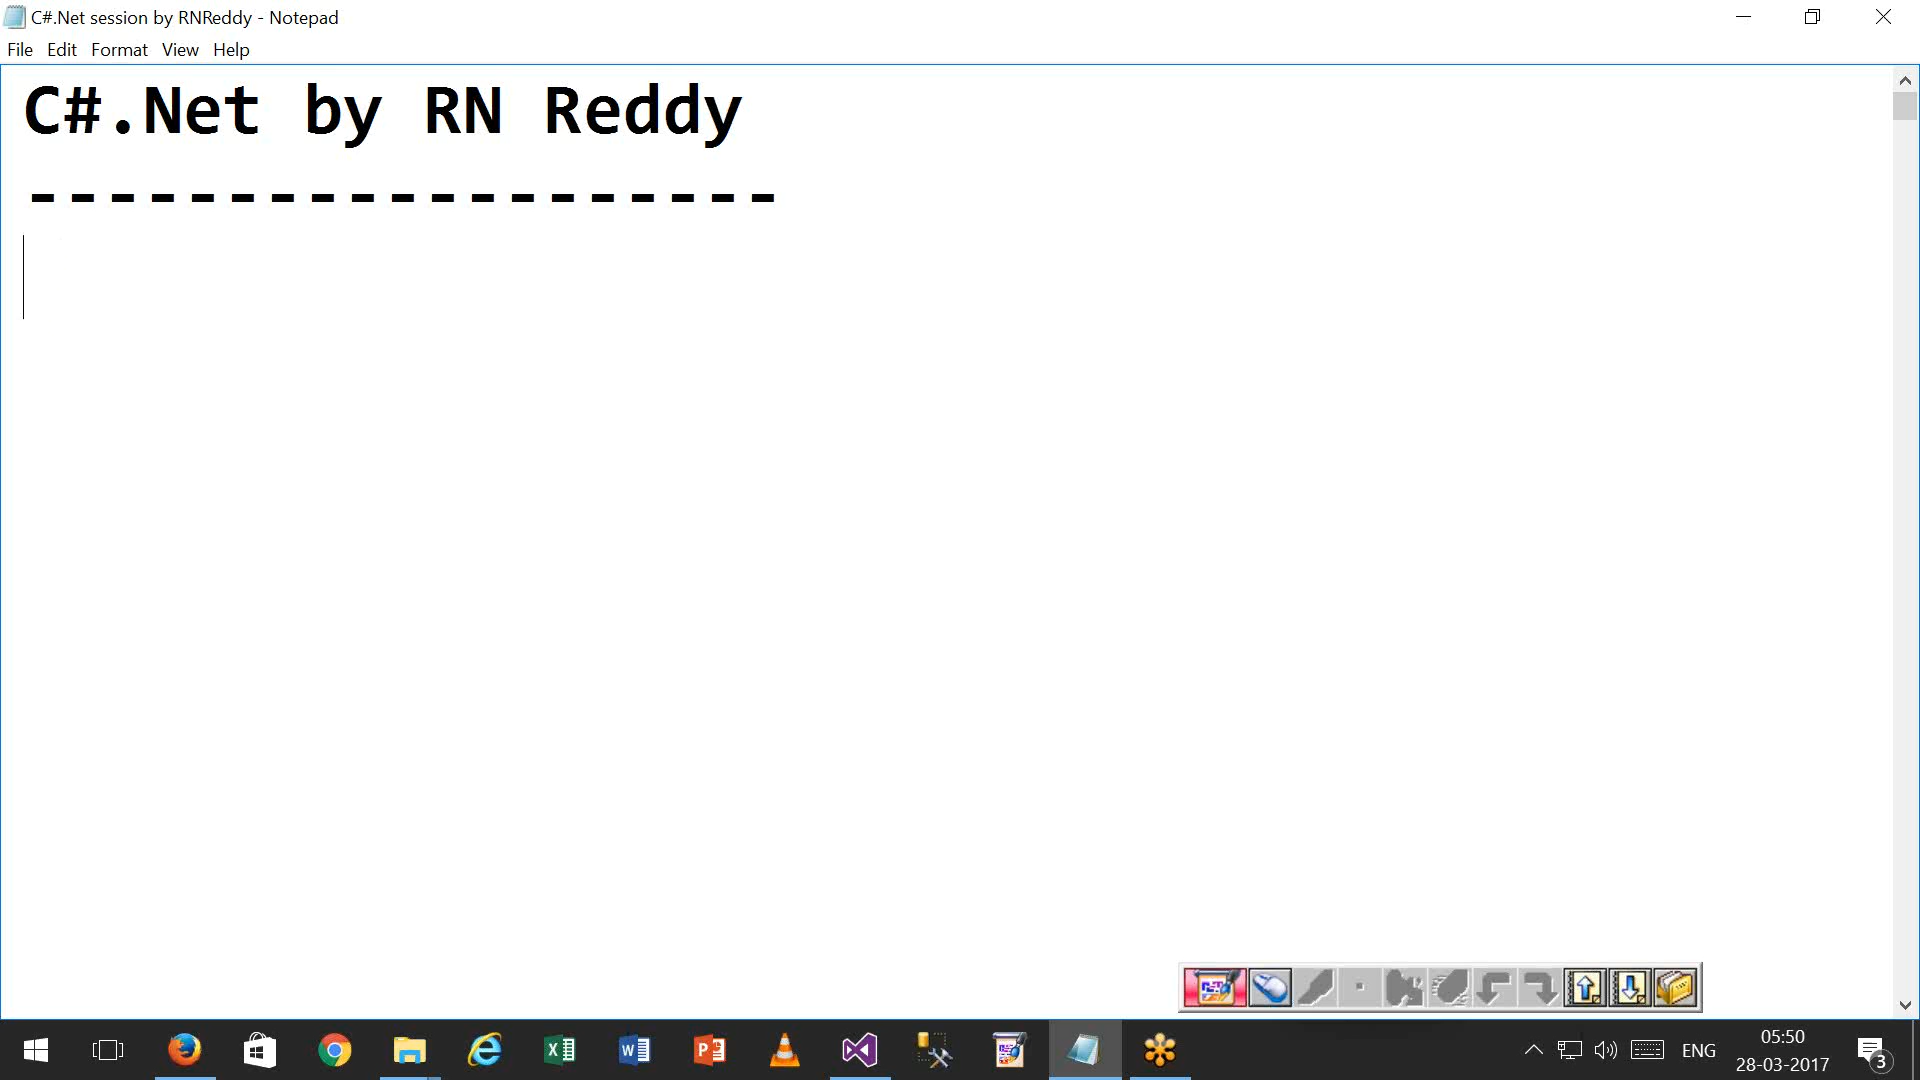 C#.Net session by RNReddy - Notepad
File Edit Format View Help
C#.Net by RN Reddy
-------------------
ENG
05:50
28-03-2017
3